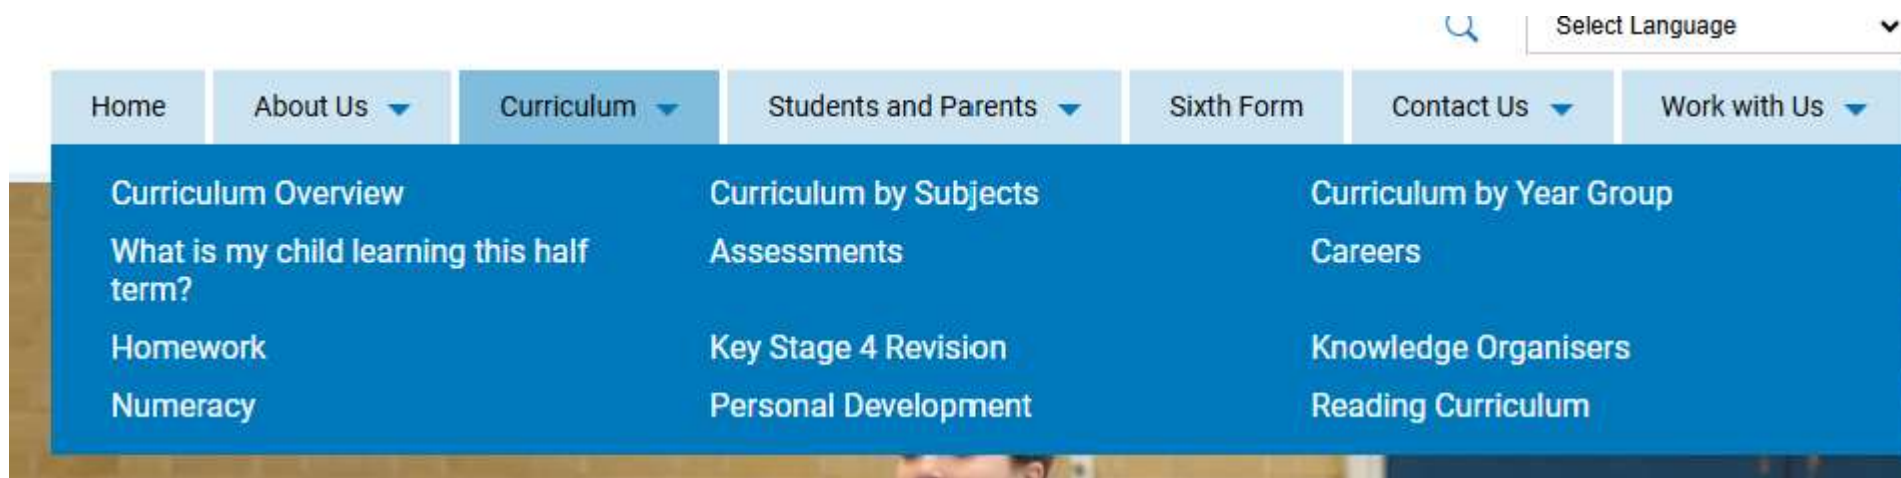 Select Language
Home About Us Curriculum Students and Parents Sixth Form Contact Us Work with Us
Curriculum Overview Curriculum by Subjects Curriculum by Year Group
What is my child learning this half Assessments Careers
term?
Homework Key Stage 4 Revision Knowledge Organisers
Numeracy Personal Development Reading Curriculum